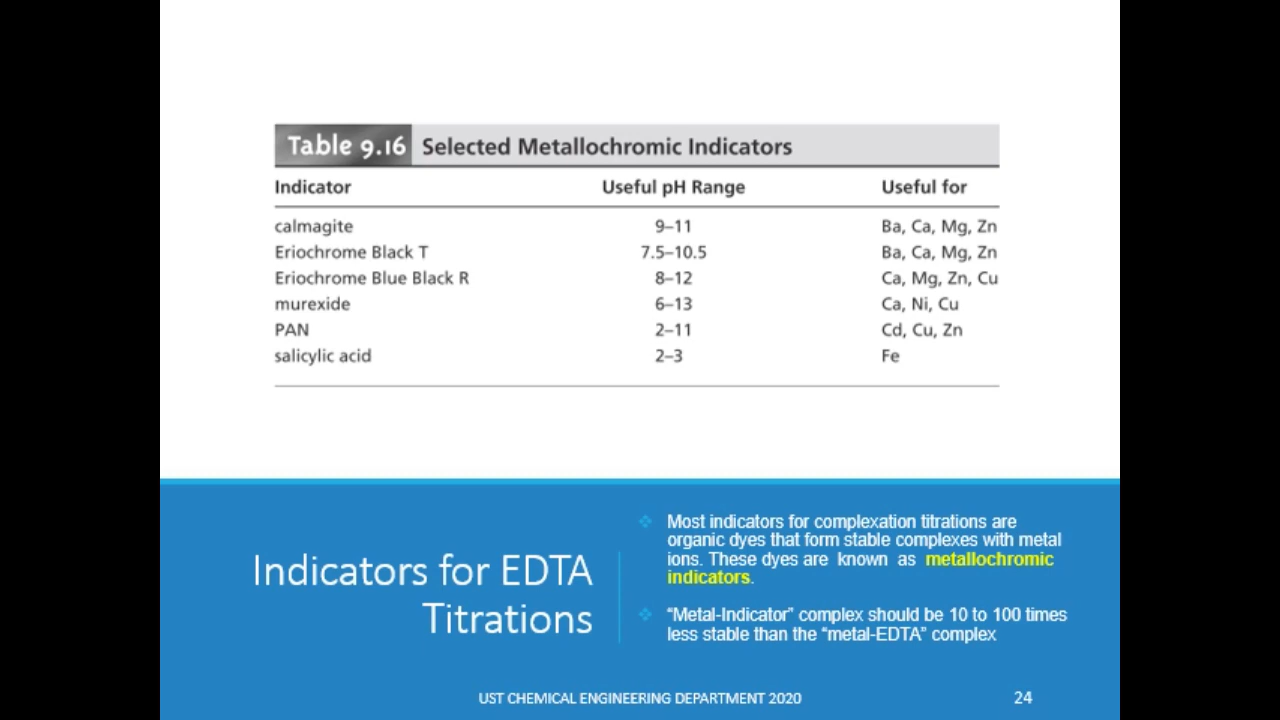 Table 9.16 Selected Metallochromic Indicators
Indicator Useful pH Range Useful for
calmagite 9–11 Ba, Ca, Mg, Zn
Eriochrome Black T 7.5–10.5 Ba, Ca, Mg, Zn
Eriochrome Blue Black R 8–12 Ca, Mg, Zn, Cu
murexide 6–13 Ca, Ni, Cu
PAN 2–11 Cd, Cu, Zn
salicylic acid 2–3 Fe
Indicators for EDTA
Titrations
Most indicators for complexation titrations are
organic dyes that form stable complexes with metal
ions. These dyes are known as metallochromic
indicators.
“Metal-Indicator” complex should be 10 to 100 times
less stable than the “metal-EDTA” complex
UST CHEMICAL ENGINEERING DEPARTMENT 2020 24